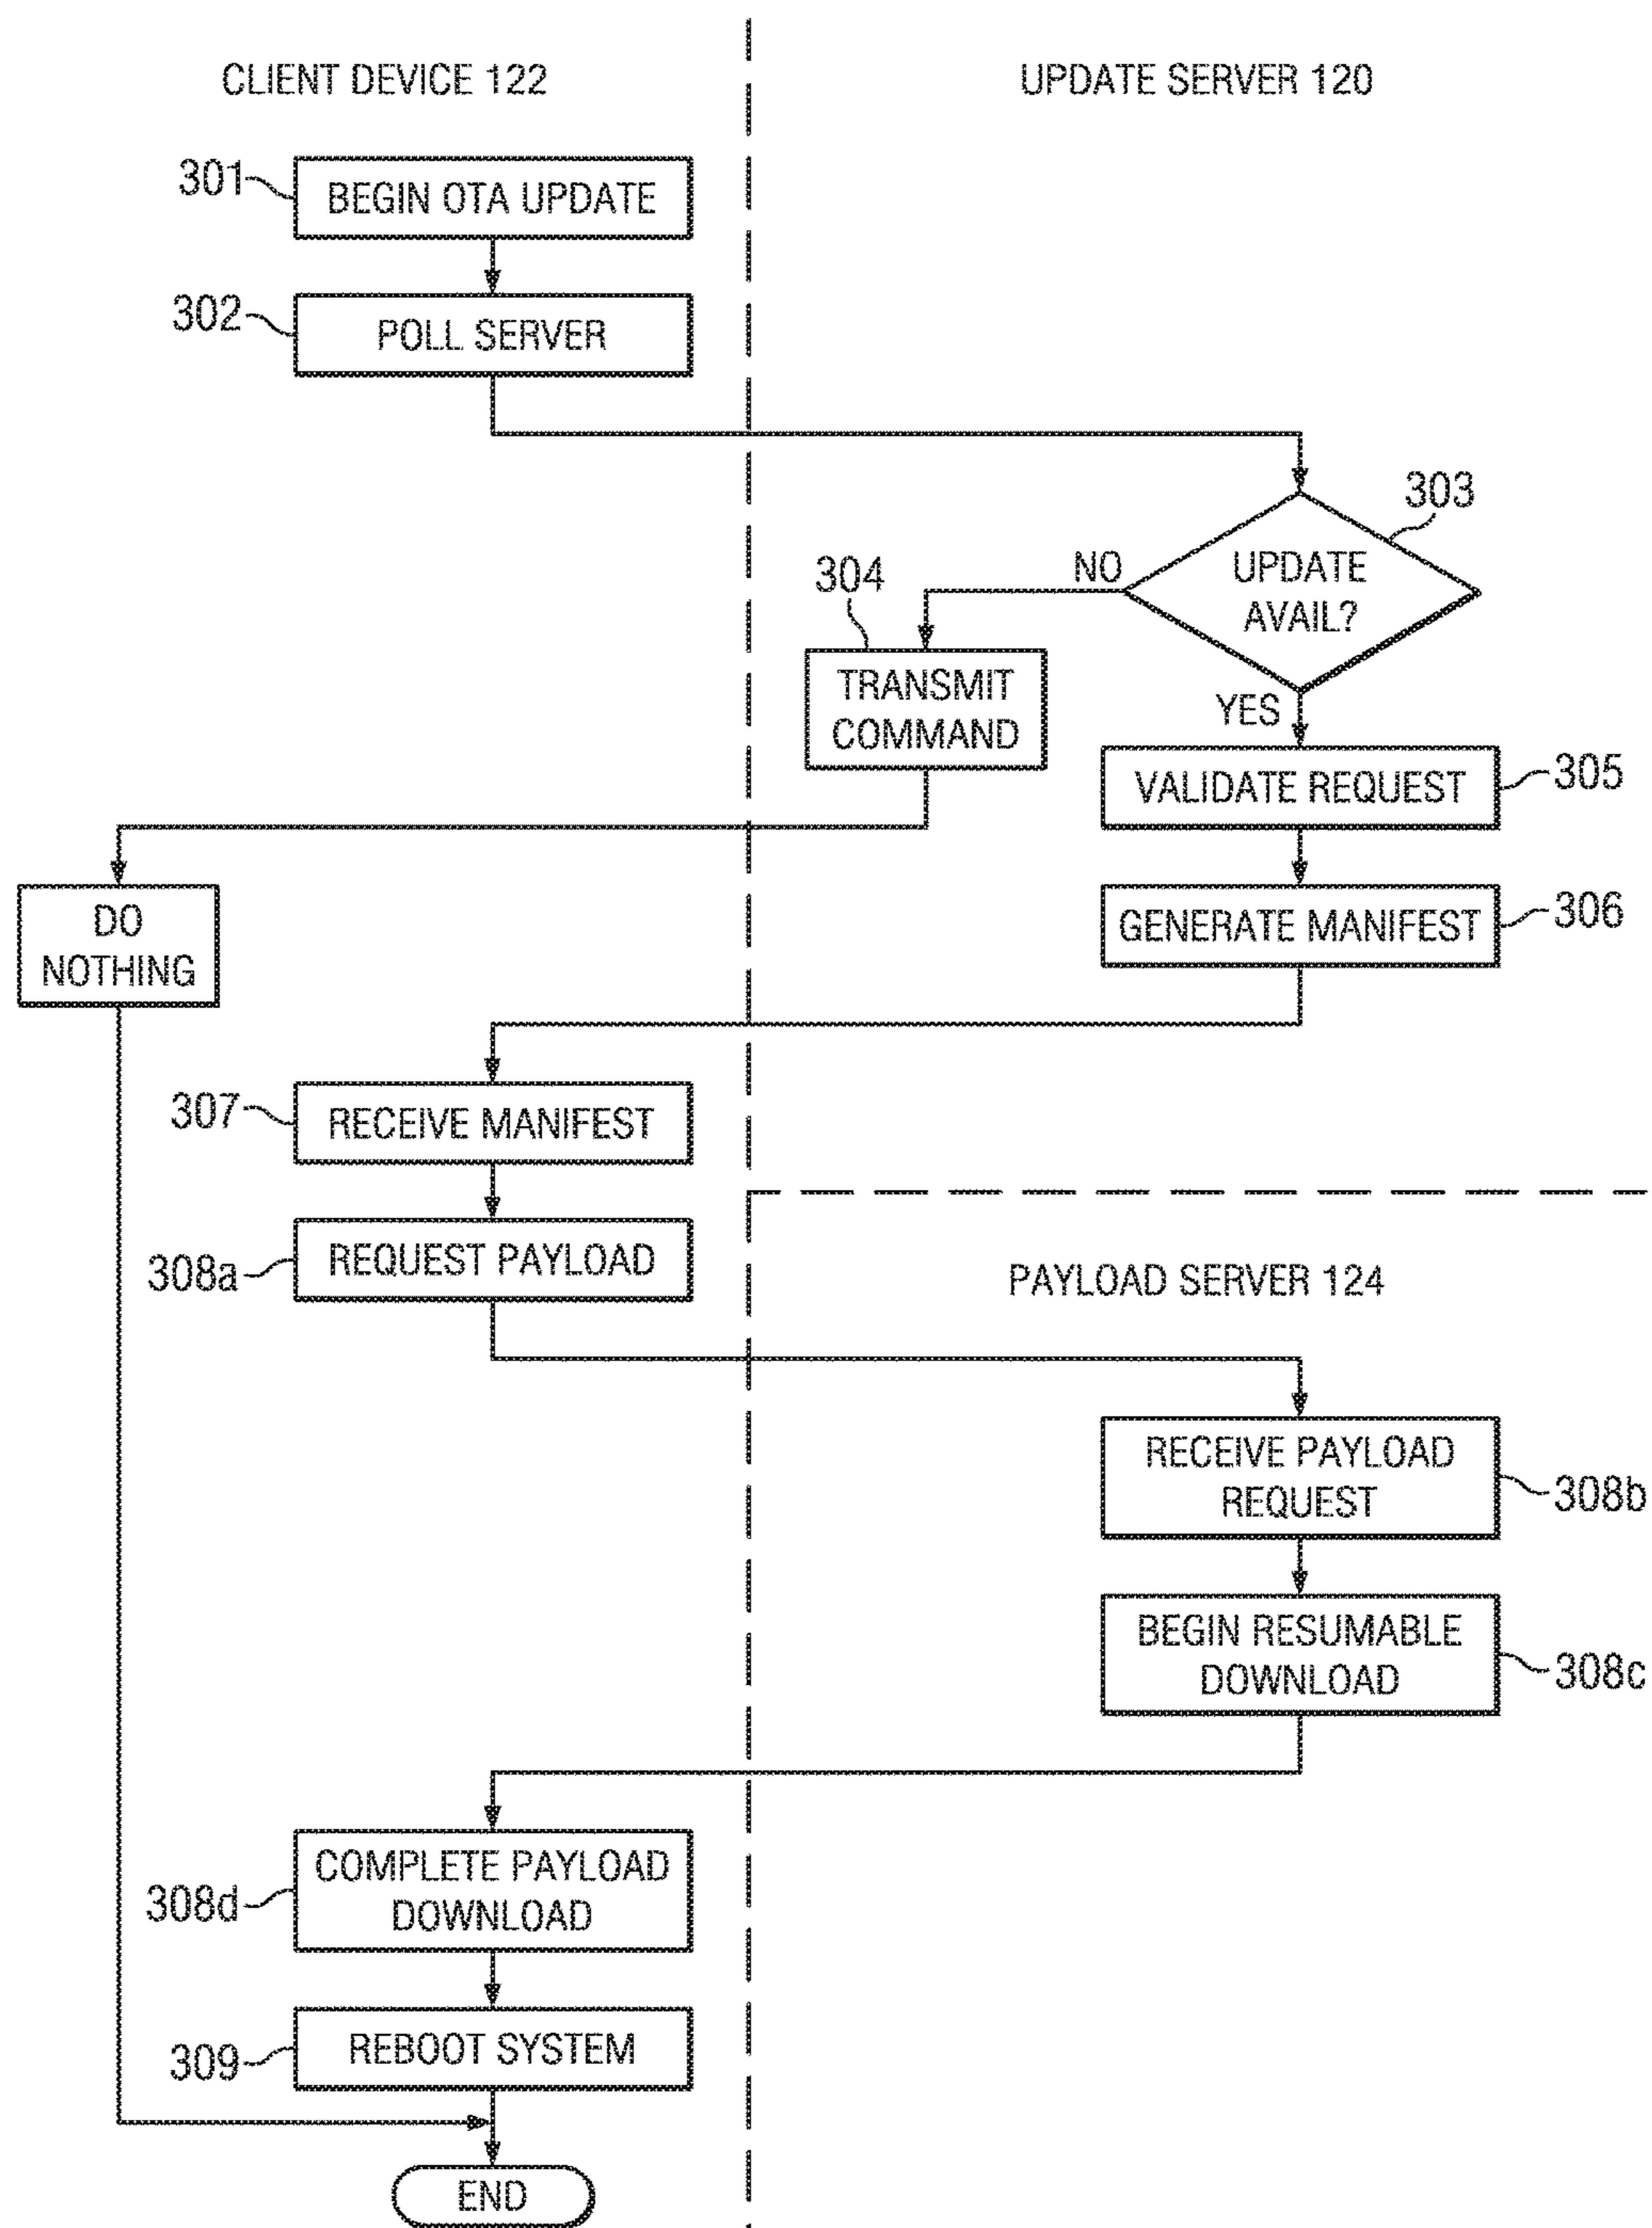 CLIENT DEVICE 122
UPDATE SERVER 120
301
BEGIN OTA UPDATE
302
POLL SERVER
303
UPDATE
AVAIL?
NO
YES
304
TRANSMIT
COMMAND
VALIDATE REQUEST
305
DO
NOTHING
GENERATE MANIFEST
306
307
RECEIVE MANIFEST
308a
REQUEST PAYLOAD
PAYLOAD SERVER 124
RECEIVE PAYLOAD
REQUEST
308b
BEGIN RESUMABLE
DOWNLOAD
308c
308d
COMPLETE PAYLOAD
DOWNLOAD
309
REBOOT SYSTEM
END